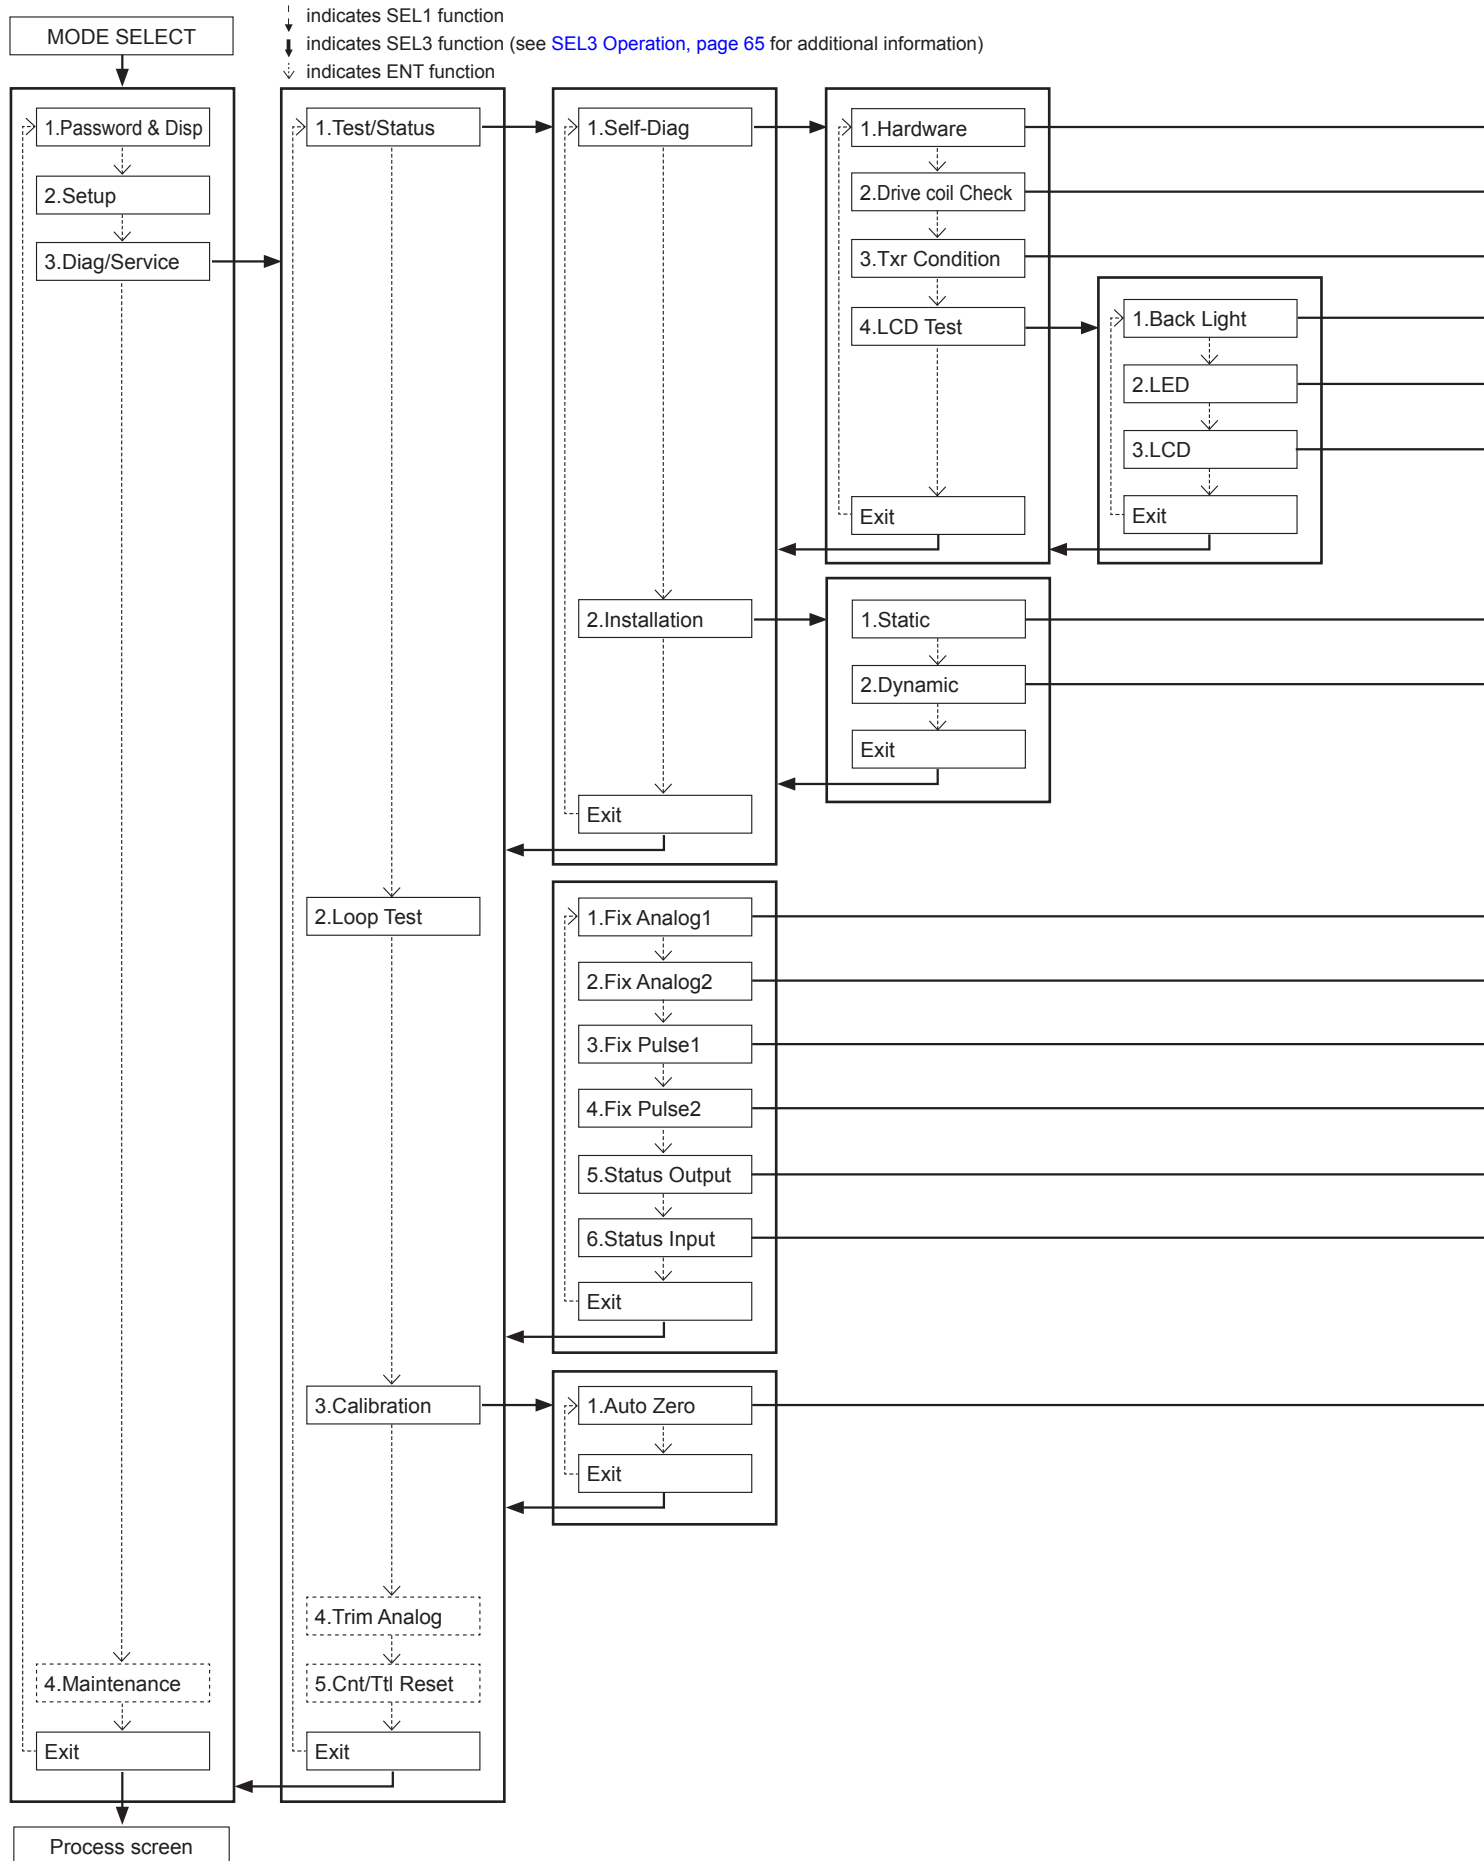 indicates SEL1 function
MODE SELECT
indicates SEL3 function (see SEL3 Operation, page 65 for additional information)
indicates ENT function
1.Password & Disp
2.Setup
3.Diag/Service
4.Maintenance
Exit
Process screen
1.Test/Status
2.Loop Test
3.Calibration
4.Trim Analog
5.Cnt/Ttl Reset
Exit
1.Self-Diag
2.Installation
Exit
1.Hardware
2.Drive coil Check
3.Txr Condition
4.LCD Test
Exit
1.Back Light
2.LED
3.LCD
Exit
1.Static
2.Dynamic
Exit
1.Fix Analog1
2.Fix Analog2
3.Fix Pulse1
4.Fix Pulse2
5.Status Output
6.Status Input
Exit
1.Auto Zero
Exit